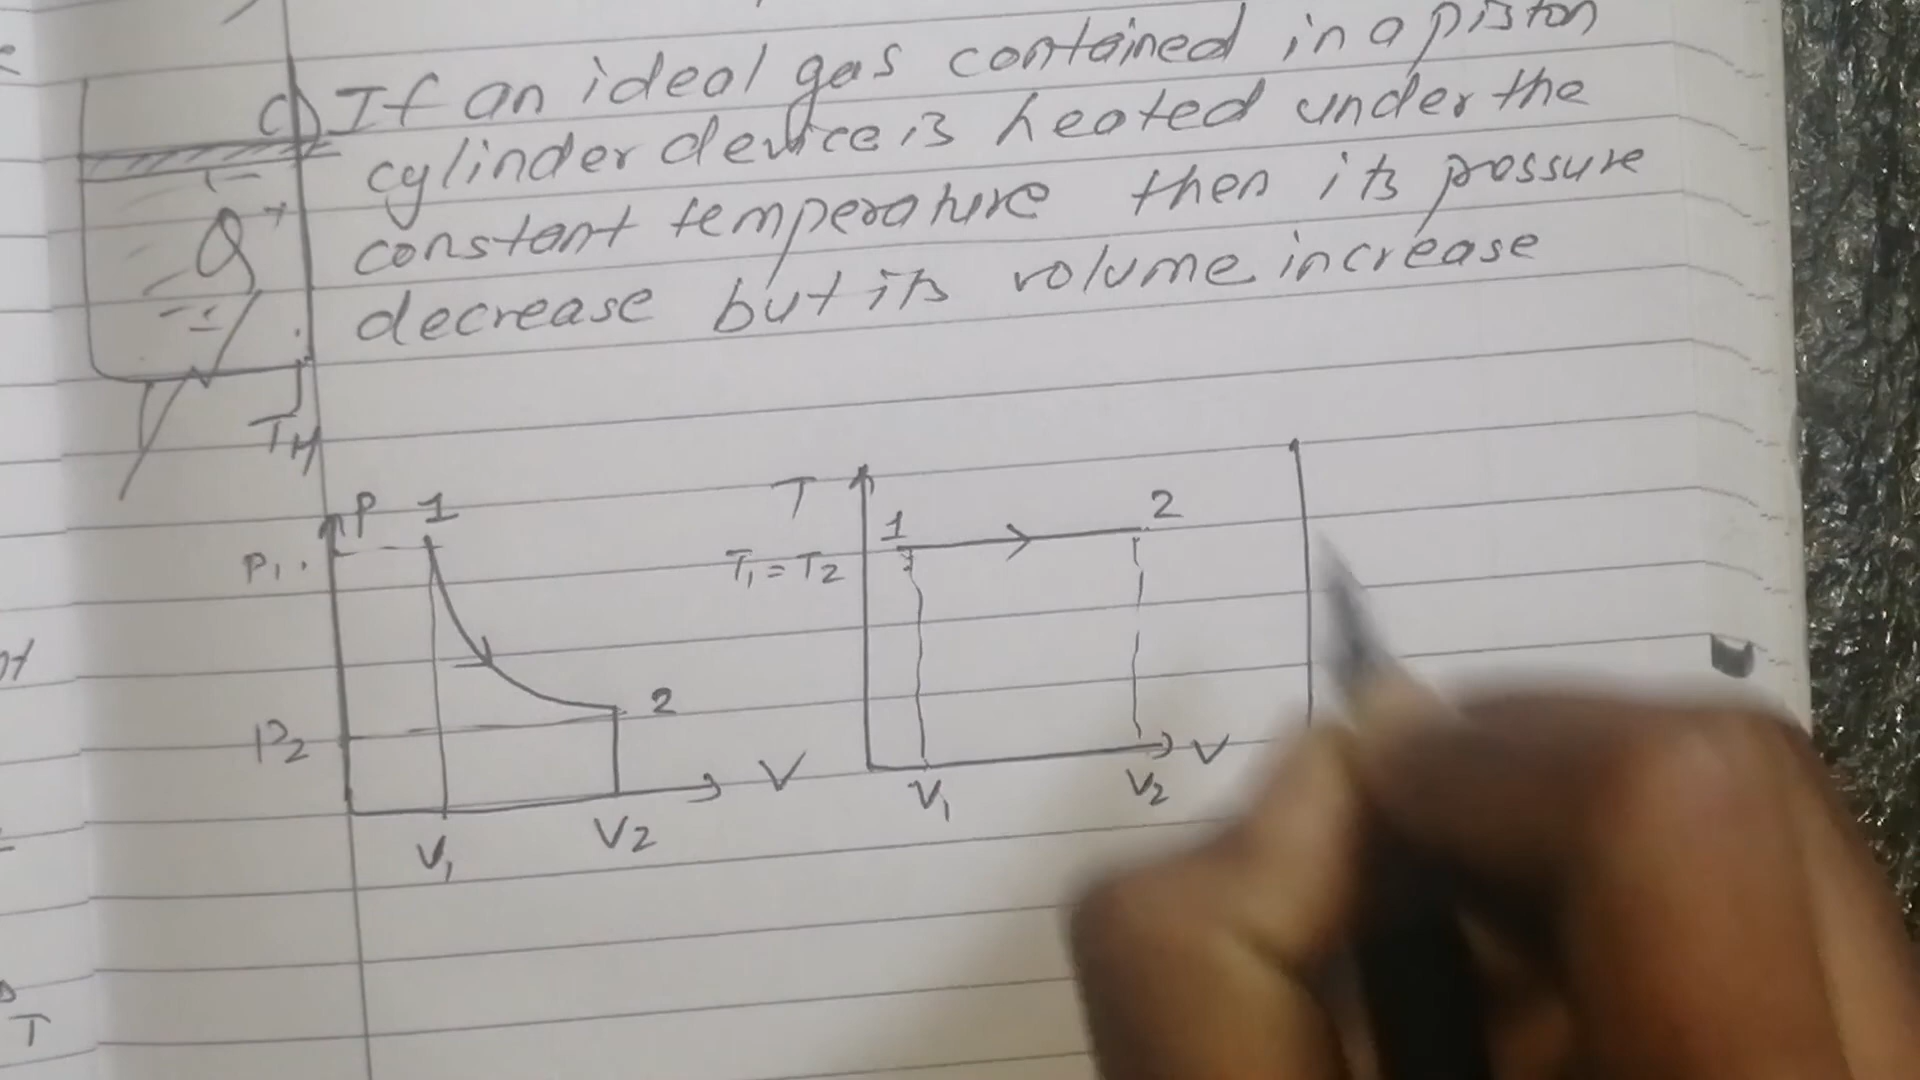 c) If an ideal gas contained in a piston
cylinder device is heated under the
constant temperature then its pressure
decrease but its volume increase
Q+
TH
P 1
P1
2
P2
V
V1
V2
T
1
2
T1 = T2
V
V1
V2
T